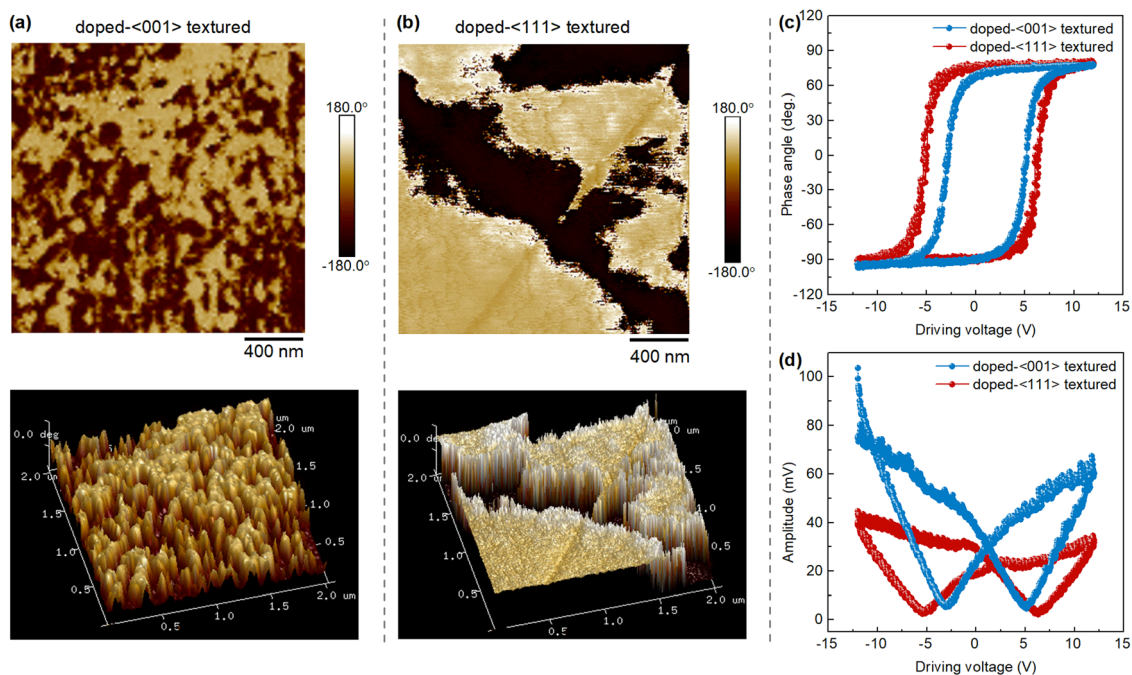 (a)
doped-<001> textured
180.0°
-180.0°
400 nm
0.0 deg
um
2.0 um
2.0 u
1.5
1.5
1.0
1.0
0.5
0.5
0.5
1.0
1.5
2.0 um
(b)
doped-<111> textured
180.0°
-180.0°
400 nm
0.0 deg
um
0 um
2.0 u
1.5
1.5
1.0
1.0
0.5
0.5
0.5
1.0
1.5
2.0 um
(c)
doped-<001> textured
doped-<111> textured
Phase angle (deg.)
120
90
60
30
0
-30
-60
-90
-120
-15 -10 -5 0 5 10 15
Driving voltage (V)
(d)
doped-<001> textured
doped-<111> textured
Amplitude (mV)
100
80
60
40
20
0
-15 -10 -5 0 5 10 15
Driving voltage (V)